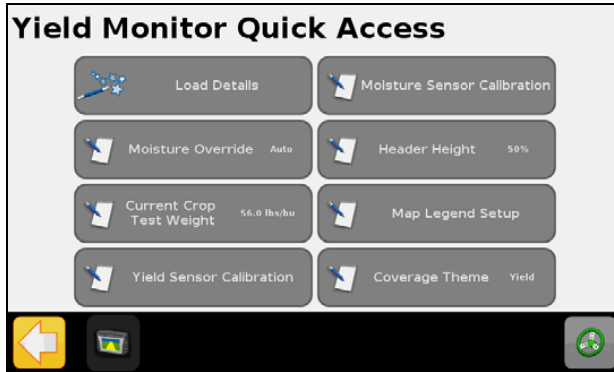 Yield Monitor Quick Access
Load Details
Moisture Sensor Calibration
Moisture Override Auto
Header Height 50%
Current Crop
Test Weight 56.0 lbs/bu
Map Legend Setup
Yield Sensor Calibration
Coverage Theme Yield